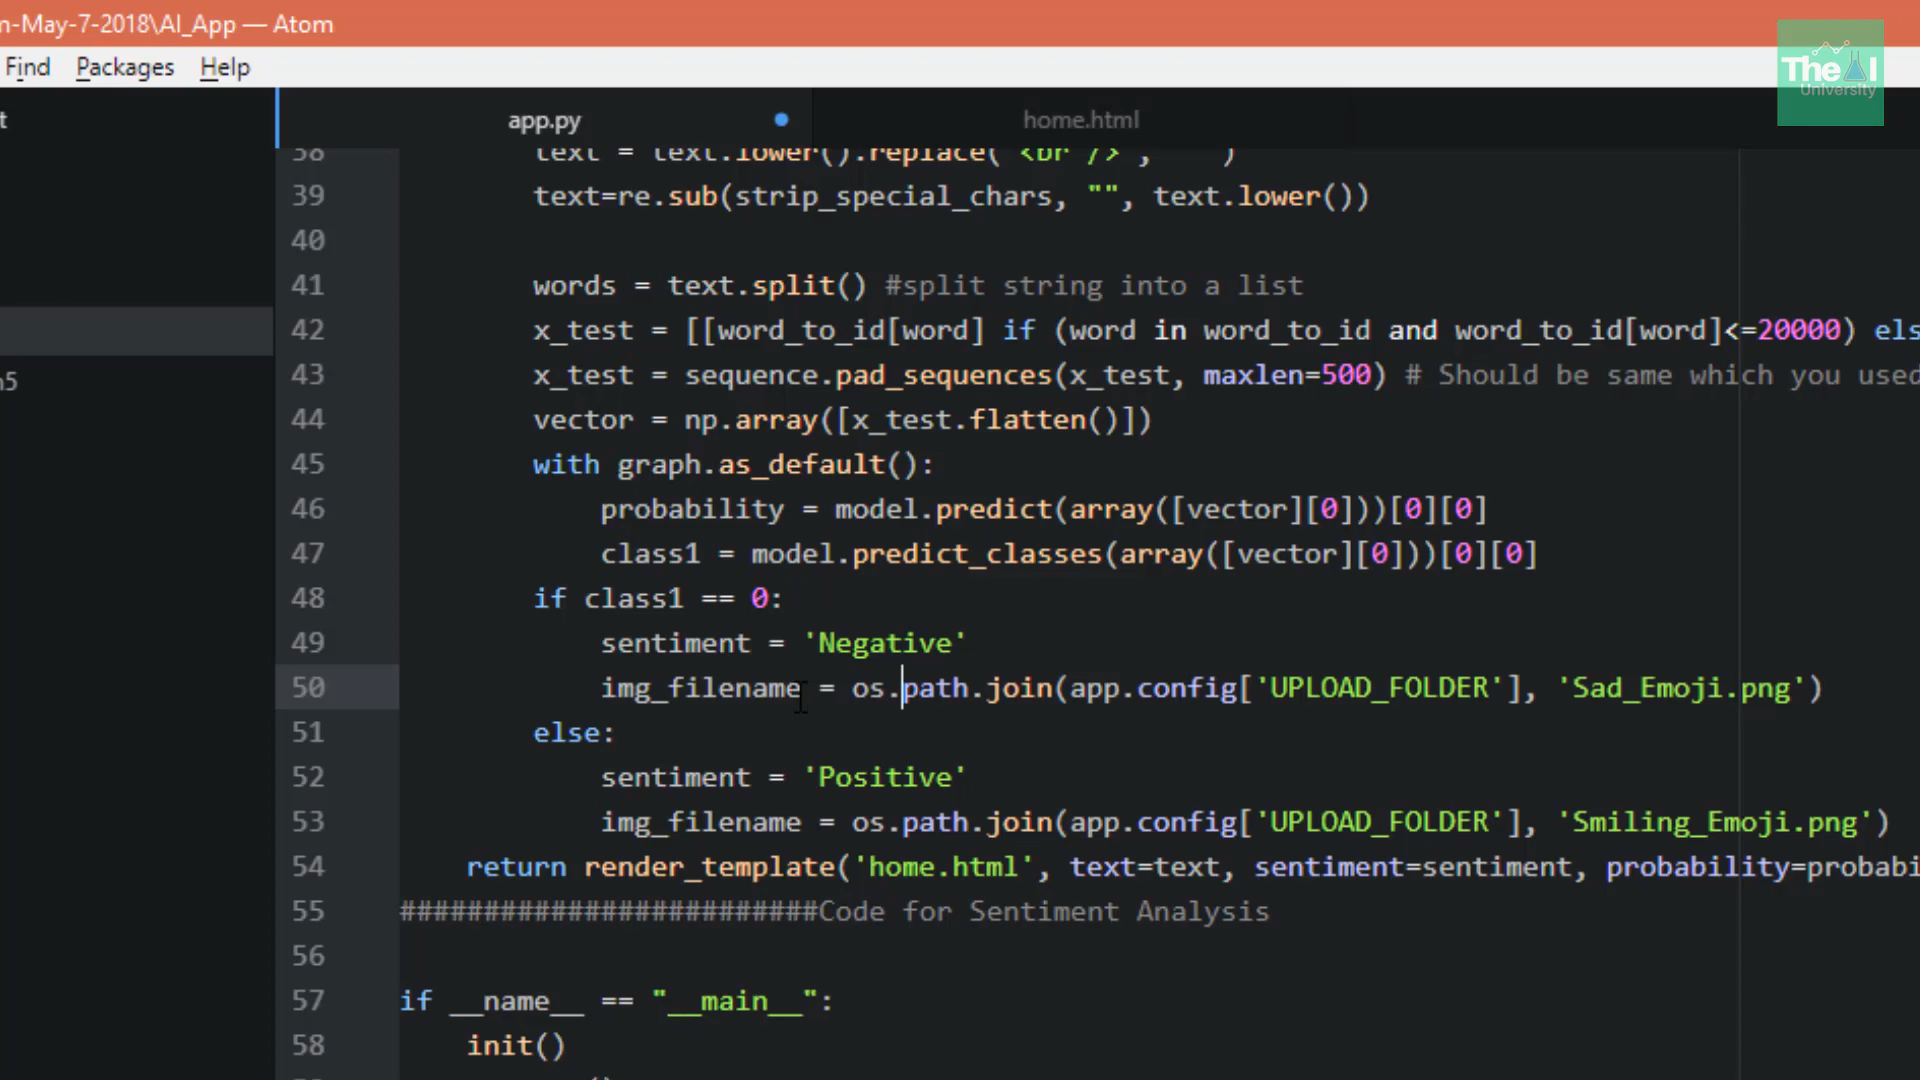 n-May-7-2018\AI_App — Atom
Find Packages Help
The AI
University
t
app.py
home.html
38 text = text.lower().replace("<br />", " ")
39 text=re.sub(strip_special_chars, "", text.lower())
40
41 words = text.split() #split string into a list
42 x_test = [[word_to_id[word] if (word in word_to_id and word_to_id[word]<=20000) els
43 x_test = sequence.pad_sequences(x_test, maxlen=500) # Should be same which you used
n5
44 vector = np.array([x_test.flatten()])
45 with graph.as_default():
46 probability = model.predict(array([vector][0]))[0][0]
47 class1 = model.predict_classes(array([vector][0]))[0][0]
48 if class1 == 0:
49 sentiment = 'Negative'
50 img_filename = os.path.join(app.config['UPLOAD_FOLDER'], 'Sad_Emoji.png')
51 else:
52 sentiment = 'Positive'
53 img_filename = os.path.join(app.config['UPLOAD_FOLDER'], 'Smiling_Emoji.png')
54 return render_template('home.html', text=text, sentiment=sentiment, probability=probabi
55 #########################Code for Sentiment Analysis
56
57 if __name__ == "__main__":
58 init()